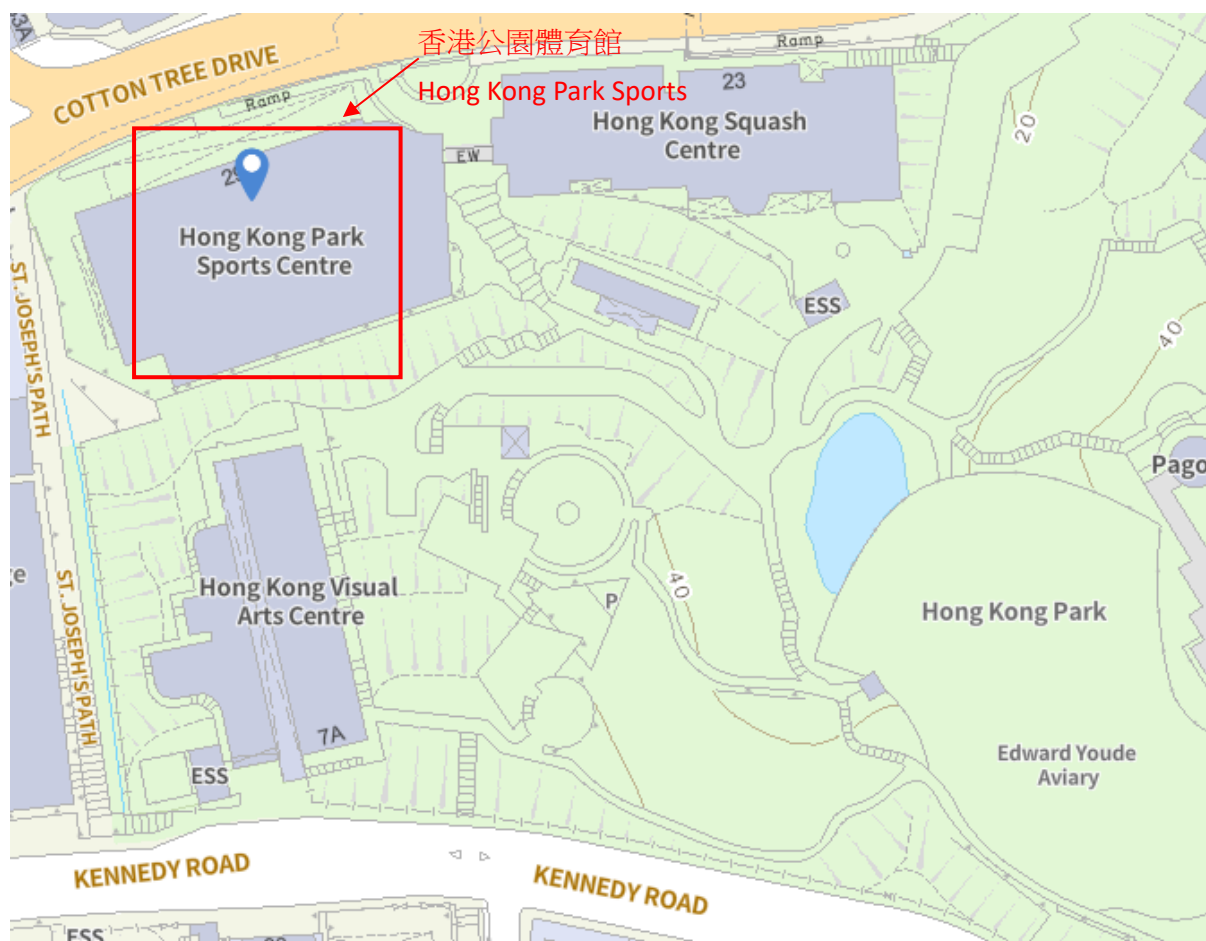 33A
香港公園體育館
Hong Kong Park Sports
COTTON TREE DRIVE
Ramp
Ramp
23
Hong Kong Squash
Centre
EW
29
Hong Kong Park
Sports Centre
20
ST. JOSEPH'S PATH
ESS
40
Pago
Hong Kong Visual
Arts Centre
ge
ST. JOSEPH'S PATH
40
P
Hong Kong Park
7A
ESS
Edward Youde
Aviary
KENNEDY ROAD
KENNEDY ROAD
ESS